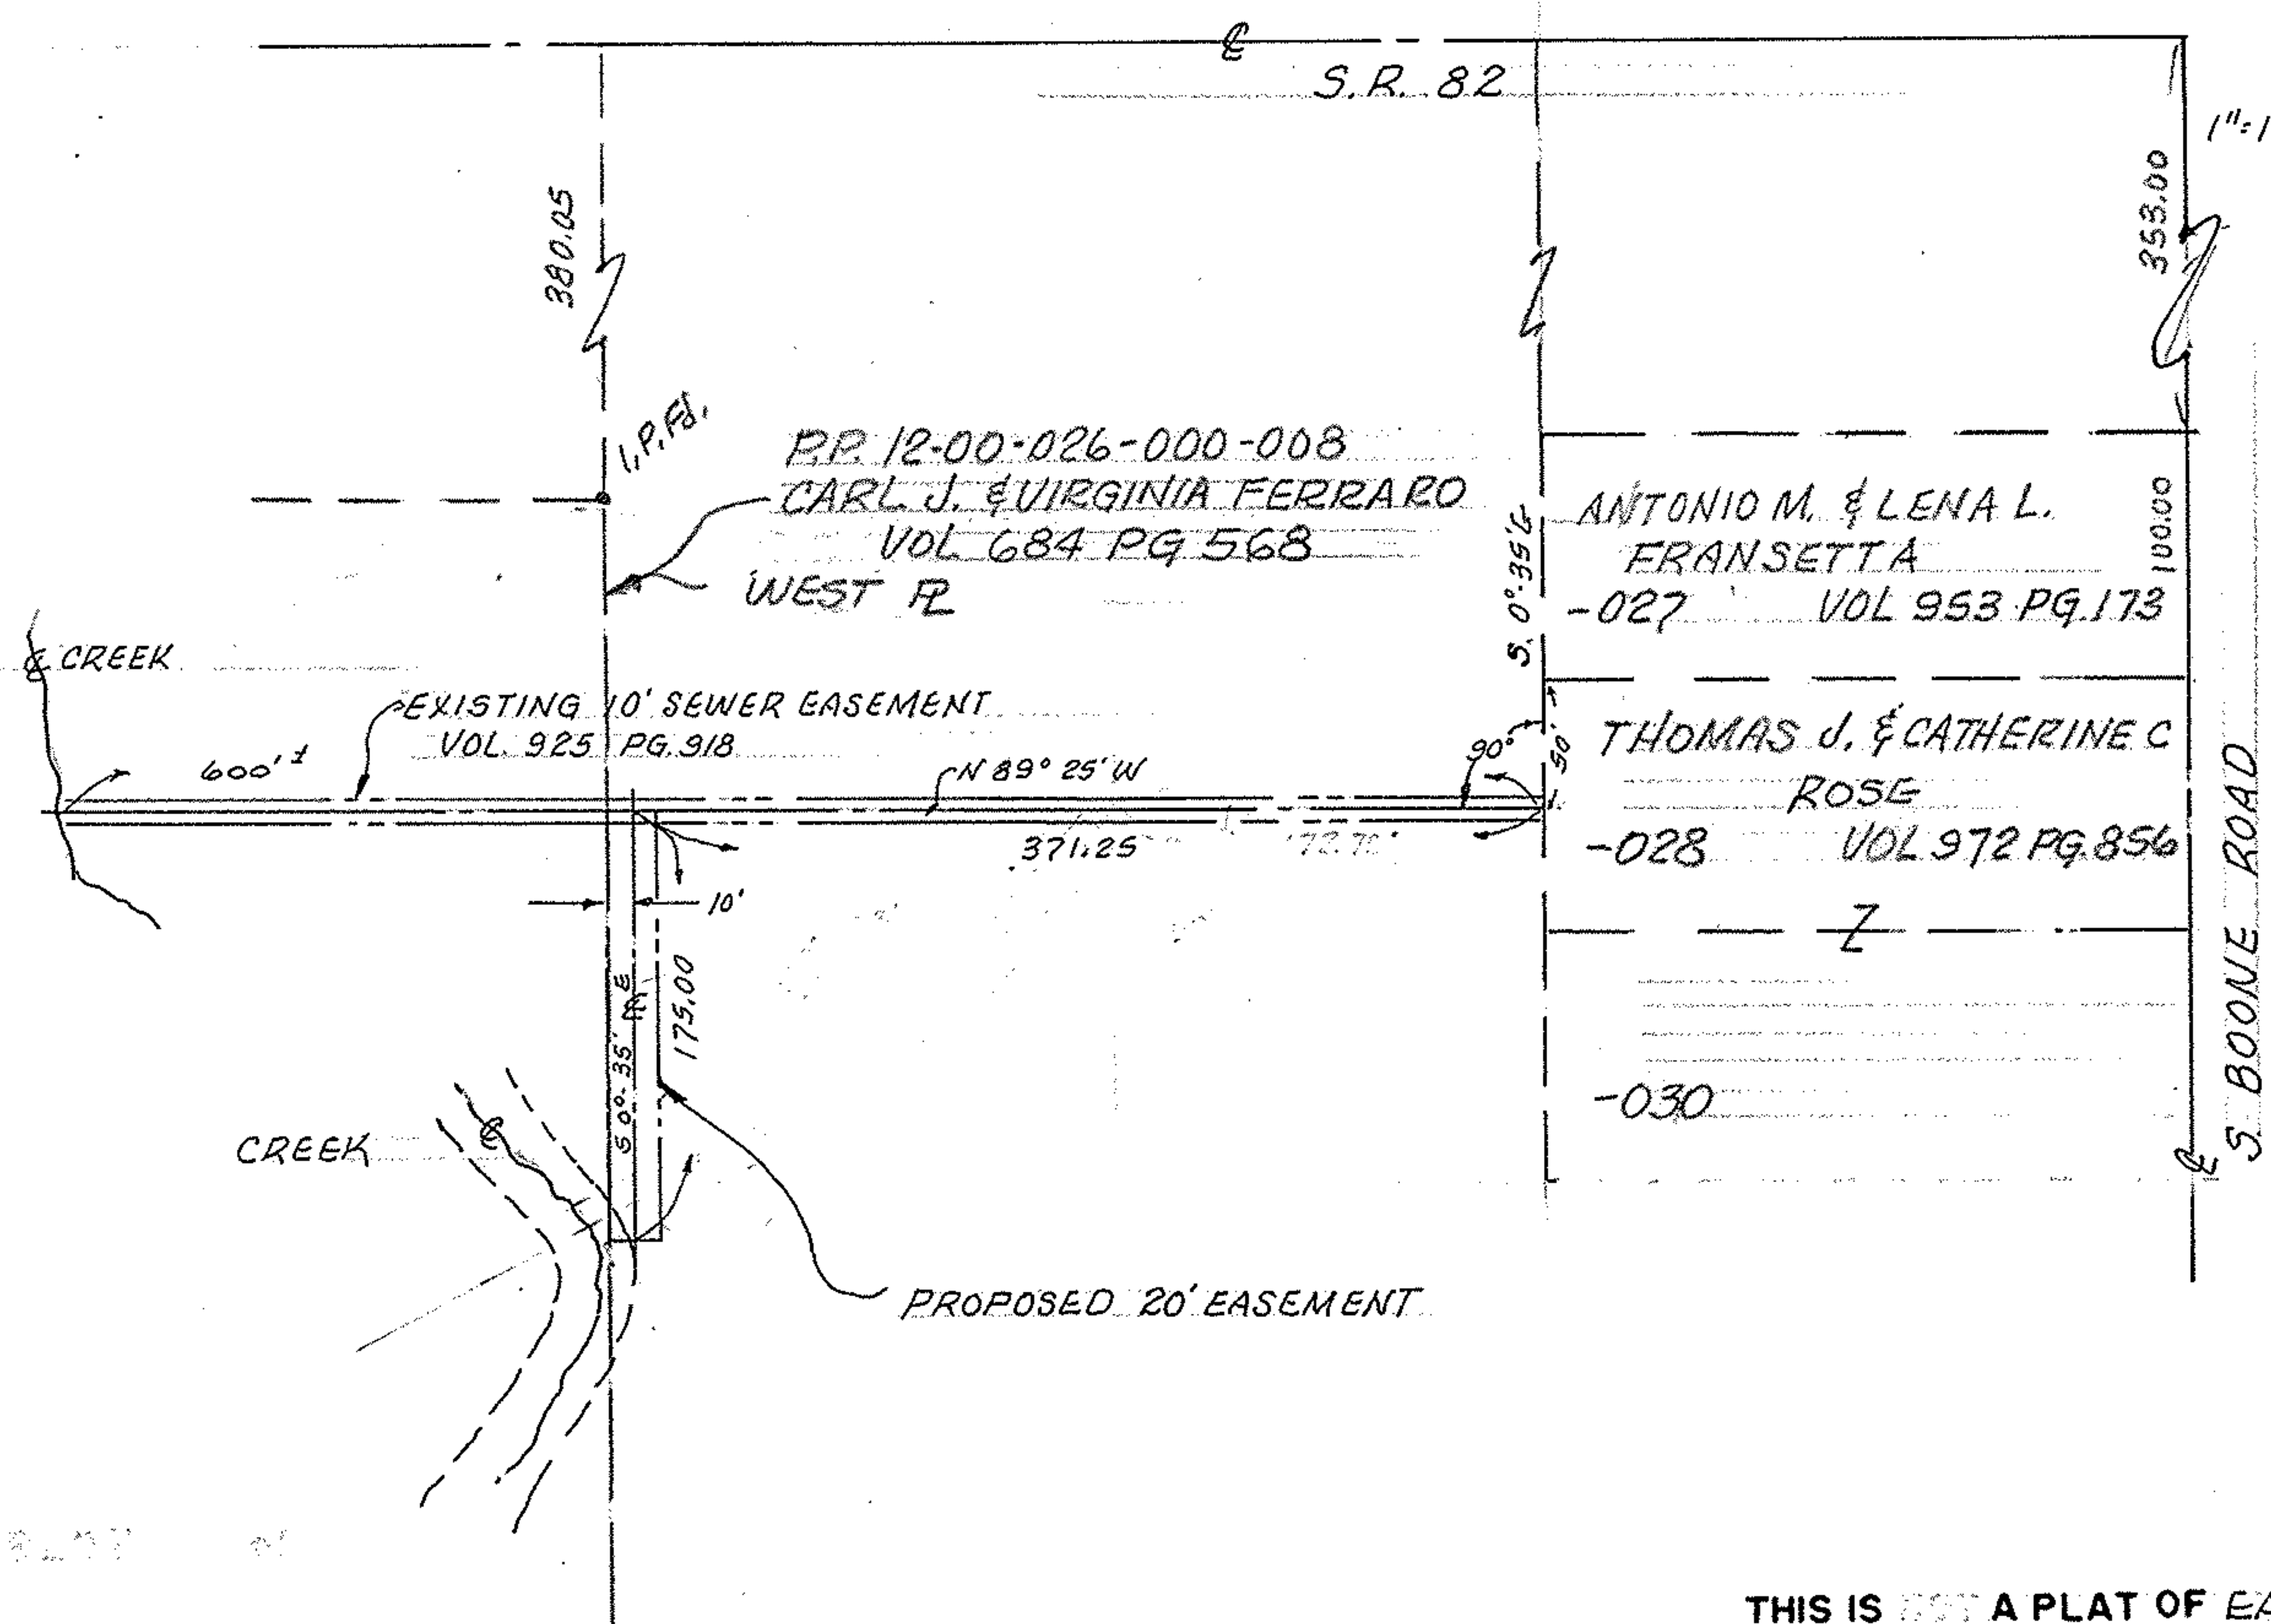 ℄
S.R. 82
1"=1
380.05
353.00
I.P. Fd.
P.P. 12-00-026-000-008
CARL J. & VIRGINIA FERRARO
VOL 684 PG 568
WEST ⅊
S. 0°-35' E
ANTONIO M. & LENA L.
FRANSETTA
-027 VOL 953 PG. 173
100.00
℄ CREEK
EXISTING 10' SEWER EASEMENT
VOL. 925 PG. 918
600' ±
N 89° 25' W
90°
50'
THOMAS J. & CATHERINE C
ROSE
-028 VOL 972 PG. 856
371.25
10'
S 0°-35' E
℄
175.00
Z
-030
S. BOONE ROAD
℄
CREEK
℄
PROPOSED 20' EASEMENT
THIS IS A PLAT OF EA